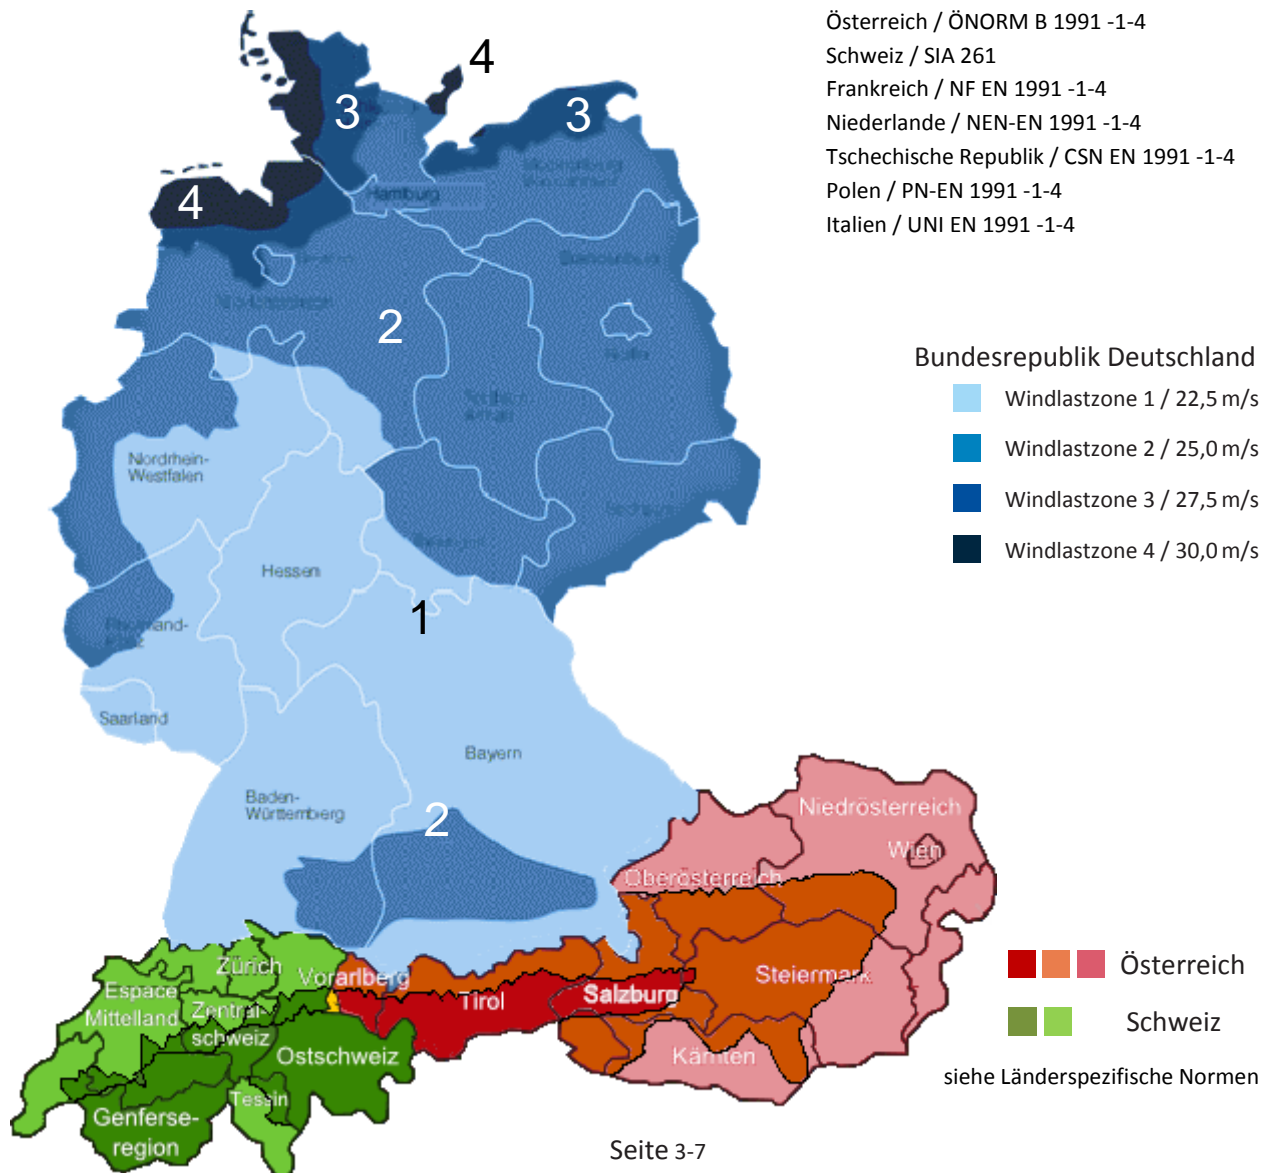 Österreich / ÖNORM B 1991 -1-4
Schweiz / SIA 261
Frankreich / NF EN 1991 -1-4
Niederlande / NEN-EN 1991 -1-4
Tschechische Republik / CSN EN 1991 -1-4
Polen / PN-EN 1991 -1-4
Italien / UNI EN 1991 -1-4
4
3
3
4
Hamburg
2
Bundesrepublik Deutschland
Windlastzone 1 / 22,5 m/s
Windlastzone 2 / 25,0 m/s
Windlastzone 3 / 27,5 m/s
Windlastzone 4 / 30,0 m/s
Nordrhein-
Westfalen
Hessen
1
Rheinland-
Pfalz
Saarland
Bayern
Baden-
Württemberg
2
Niedrösterreich
Wien
Oberösterreich
Zürich
Vorarlberg
Espace
Mittelland
Zentral-
schweiz
Tirol
Salzburg
Steiermark
Ostschweiz
Kärnten
Tessin
Genferse-
region
Österreich
Schweiz
siehe Länderspezifische Normen
Seite 3-7